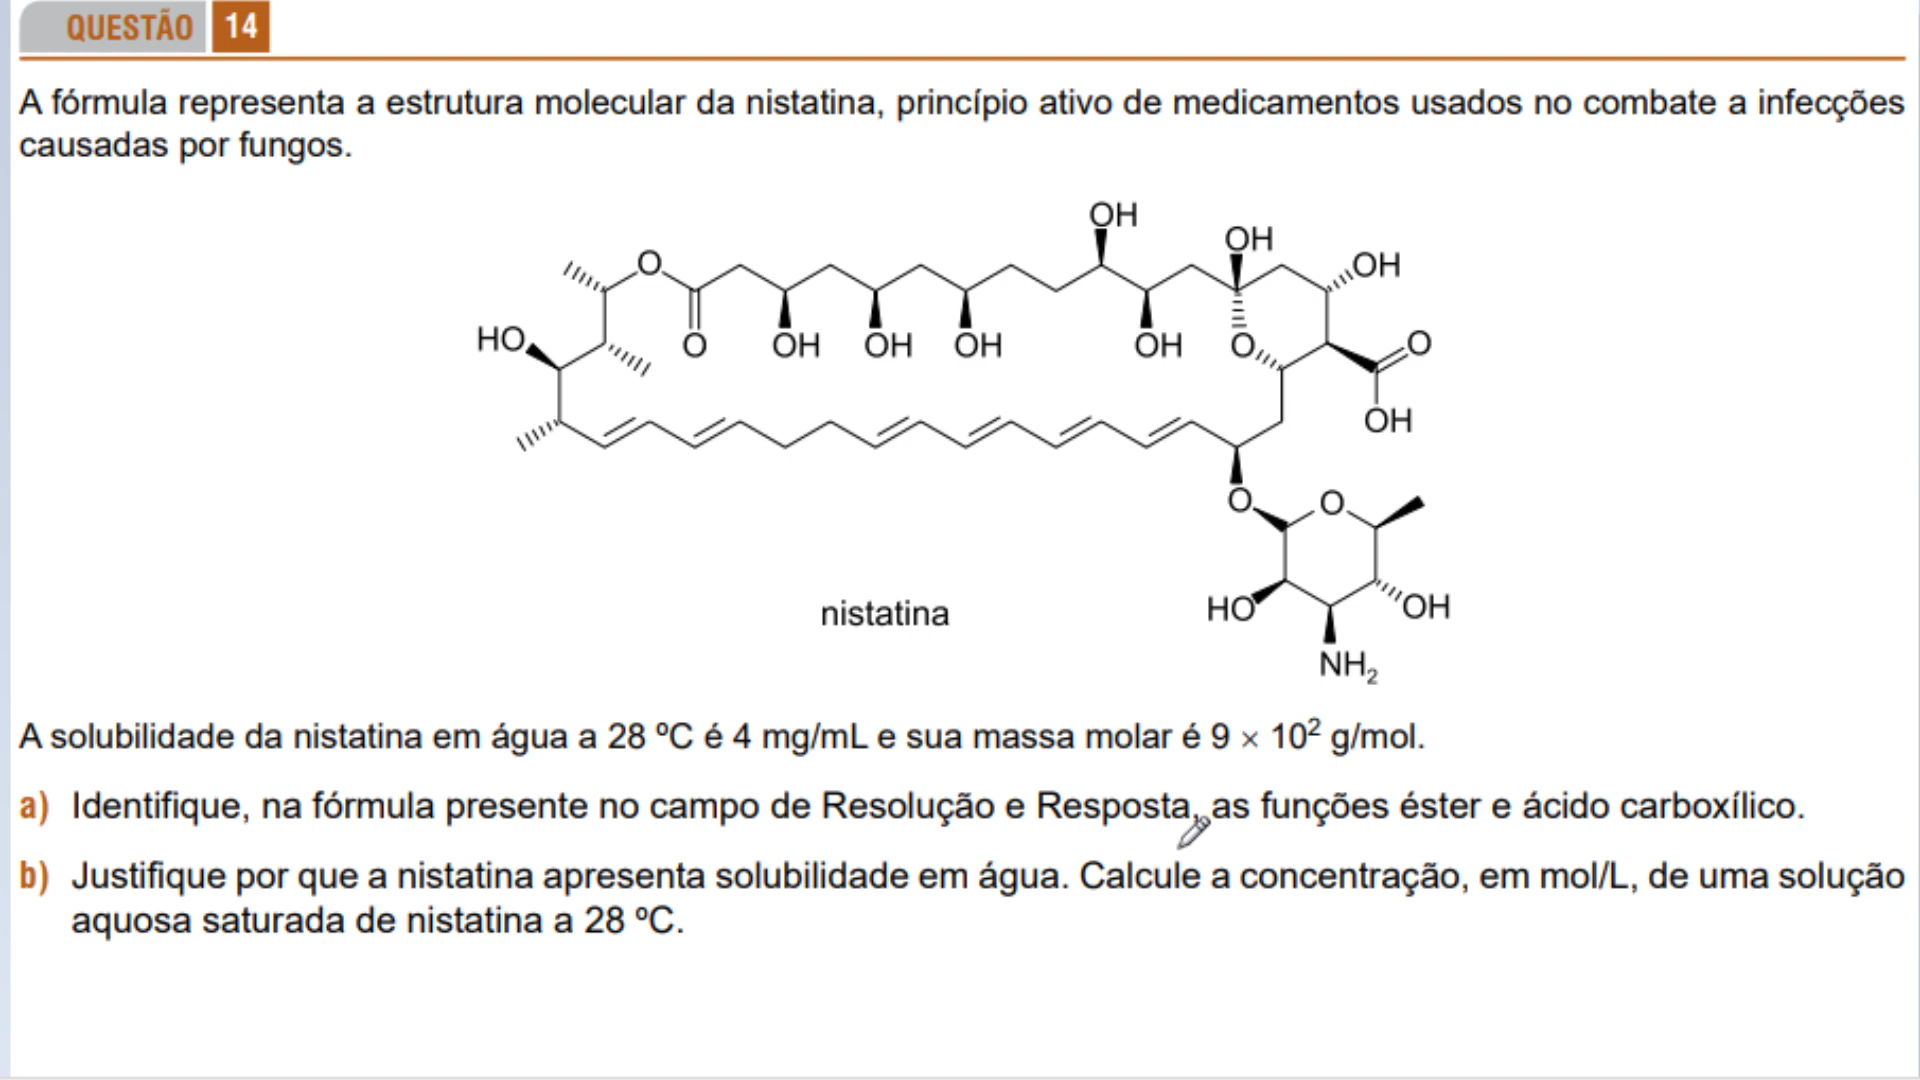 QUESTÃO 14
A fórmula representa a estrutura molecular da nistatina, princípio ativo de medicamentos usados no combate a infecções
causadas por fungos.
OH
OH
OH
O
HO
O
OH
OH
OH
OH
O
O
OH
O
O
HO
OH
NH₂
nistatina
A solubilidade da nistatina em água a 28 ºC é 4 mg/mL e sua massa molar é 9 × 10² g/mol.
a) Identifique, na fórmula presente no campo de Resolução e Resposta, as funções éster e ácido carboxílico.
b) Justifique por que a nistatina apresenta solubilidade em água. Calcule a concentração, em mol/L, de uma solução
aquosa saturada de nistatina a 28 ºC.